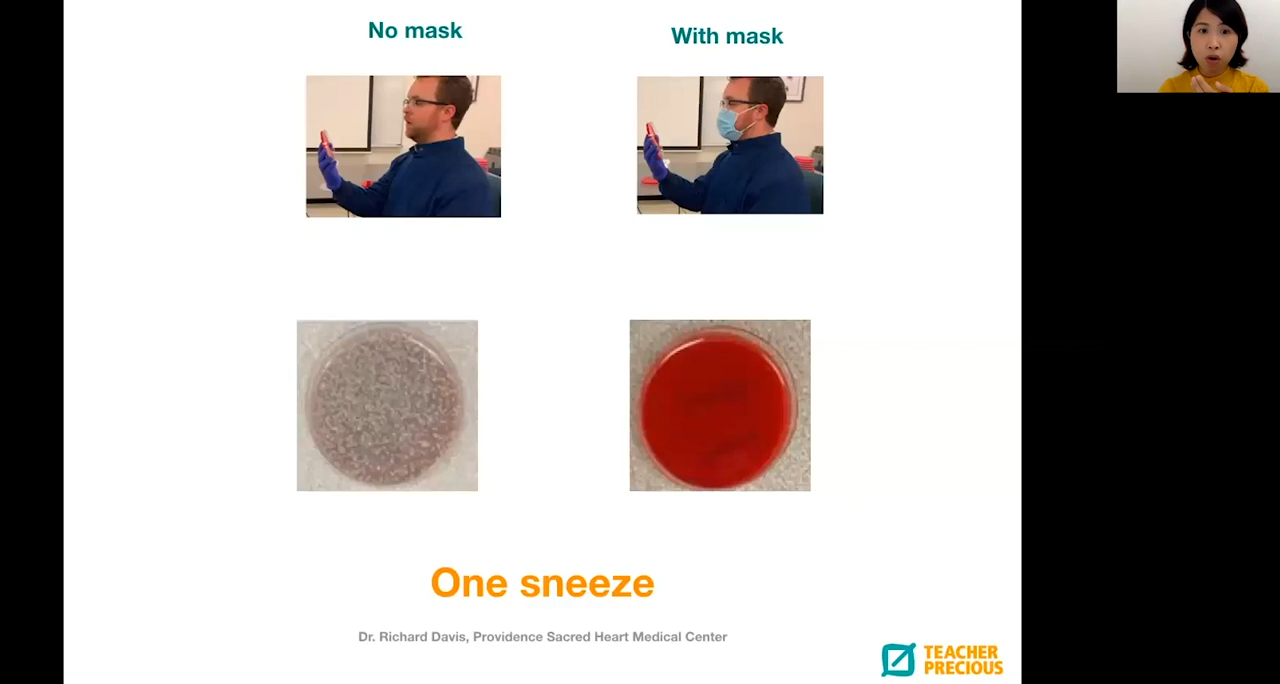 No mask
With mask
One sneeze
Dr. Richard Davis, Providence Sacred Heart Medical Center
TEACHER
PRECIOUS